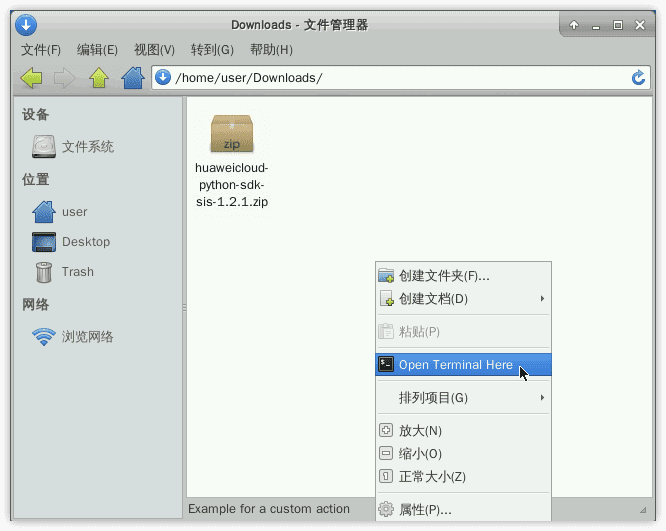 Downloads - 文件管理器
文件(F) 编辑(E) 视图(V) 转到(G) 帮助(H)
/home/user/Downloads/
设备
文件系统
位置
user
Desktop
Trash
网络
浏览网络
zip
huaweicloud-
python-sdk-
sis-1.2.1.zip
创建文件夹(F)...
创建文档(D)
粘贴(P)
Open Terminal Here
排列项目(G)
放大(N)
缩小(O)
正常大小(Z)
属性(P)...
Example for a custom action